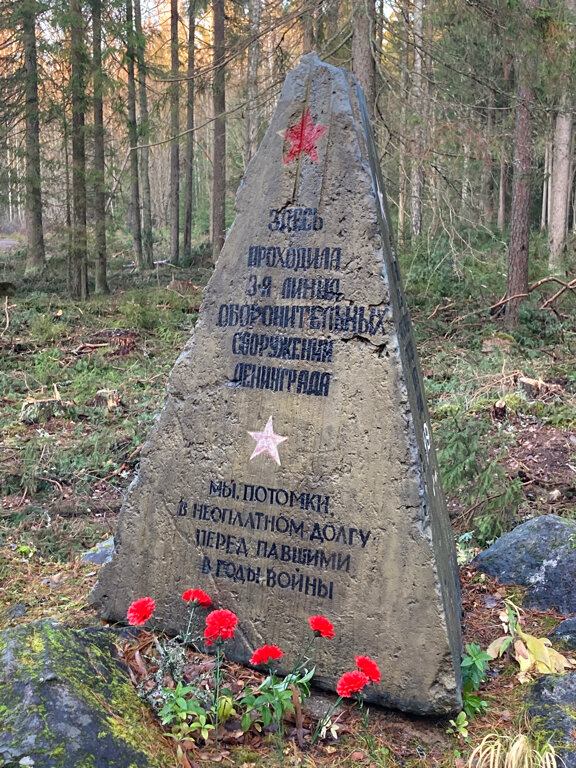 ЗДЕСЬ
ПРОХОДИЛА
3-Я ЛИНИЯ
ОБОРОНИТЕЛЬНЫХ
СООРУЖЕНИЙ
ЛЕНИНГРАДА
МЫ, ПОТОМКИ,
В НЕОПЛАТНОМ ДОЛГУ
ПЕРЕД ПАВШИМИ
В ГОДЫ ВОЙНЫ